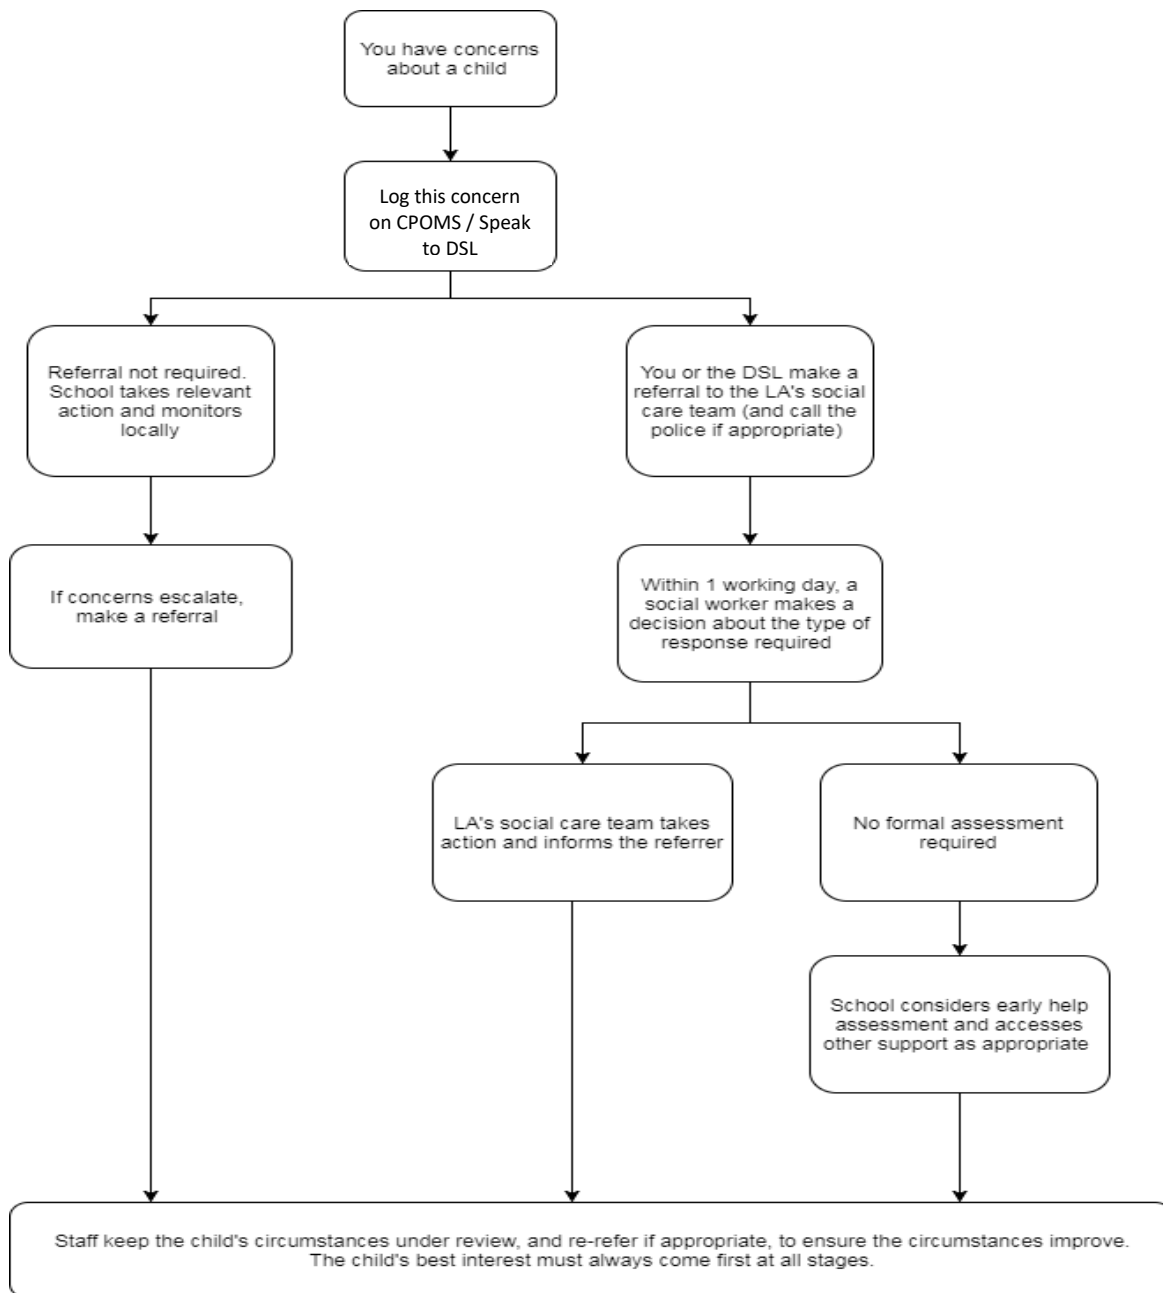 You have concerns
about a child
Log this concern
on CPOMS / Speak
to DSL
Referral not required.
School takes relevant
action and monitors
locally
You or the DSL make a
referral to the LA's social
care team (and call the
police if appropriate)
If concerns escalate,
make a referral
Within 1 working day, a
social worker makes a
decision about the type of
response required
LA's social care team takes
action and informs the referrer
No formal assessment
required
School considers early help
assessment and accesses
other support as appropriate
Staff keep the child's circumstances under review, and re-refer if appropriate, to ensure the circumstances improve.
The child's best interest must always come first at all stages.